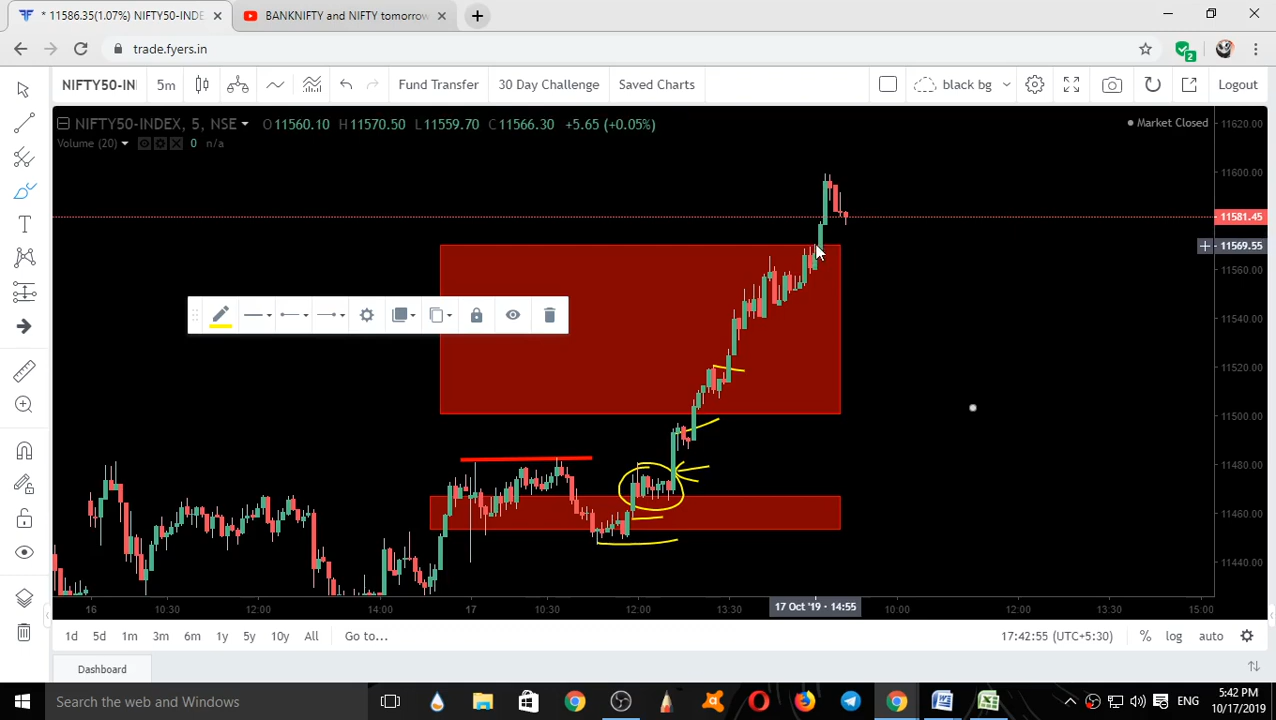 * 11586.35(1.07%) NIFTY50-INDE
BANKNIFTY and NIFTY tomorrow
trade.fyers.in
2
NIFTY50-IN
5m
Fund Transfer
30 Day Challenge
Saved Charts
black bg
Logout
NIFTY50-INDEX, 5, NSE
O11560.10 H11570.50 L11559.70 C11566.30 +5.65 (+0.05%)
Market Closed
Volume (20)
0 n/a
11620.00
11600.00
11581.45
11569.55
11560.00
11540.00
11520.00
11500.00
11480.00
11460.00
11440.00
16 10:30 12:00 14:00 17 10:30 12:00 13:30 17 Oct '19 · 14:55 10:00 12:00 13:30 15:00
1d 5d 1m 3m 6m 1y 5y 10y All Go to...
17:42:55 (UTC+5:30) % log auto
Dashboard
Search the Web and Windows
ENG
5:42 PM
10/17/2019